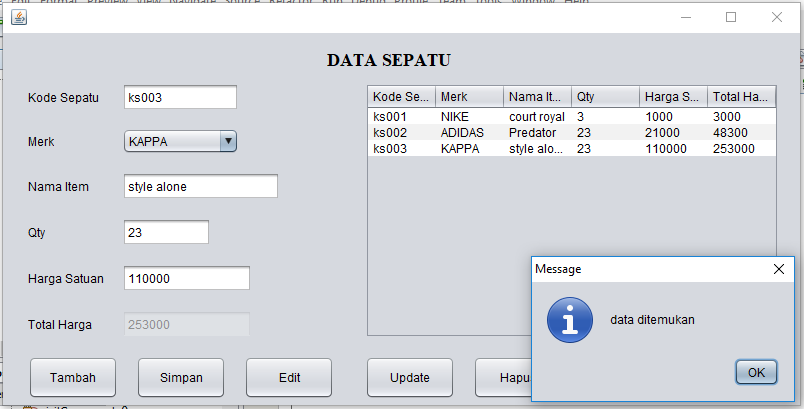 DATA SEPATU
Kode Sepatu ks003
Merk KAPPA
Nama Item style alone
Qty 23
Harga Satuan 110000
Total Harga 253000
Kode Se... Merk Nama It... Qty Harga S... Total Ha...
ks001 NIKE court royal 3 1000 3000
ks002 ADIDAS Predator 23 21000 48300
ks003 KAPPA style alo... 23 110000 253000
Message
data ditemukan
OK
Tambah Simpan Edit Update Hapu